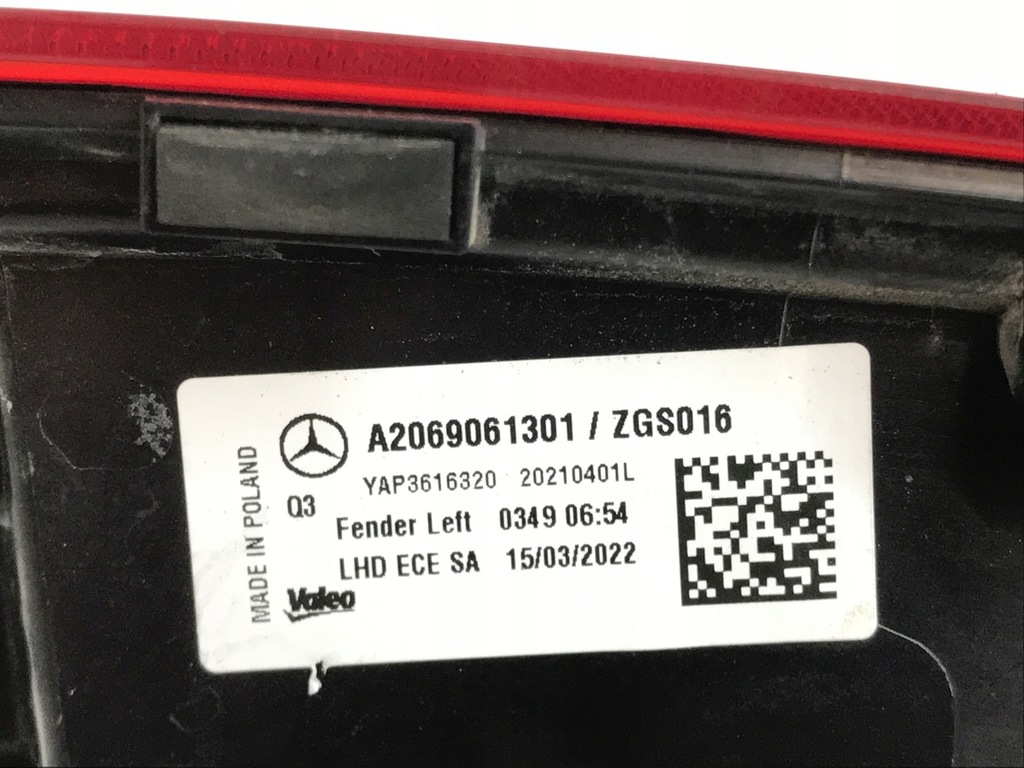 A2069061301 / ZGS016
YAP3616320 20210401L
Q3
Fender Left 0349 06:54
LHD ECE SA 15/03/2022
Valeo
MADE IN POLAND